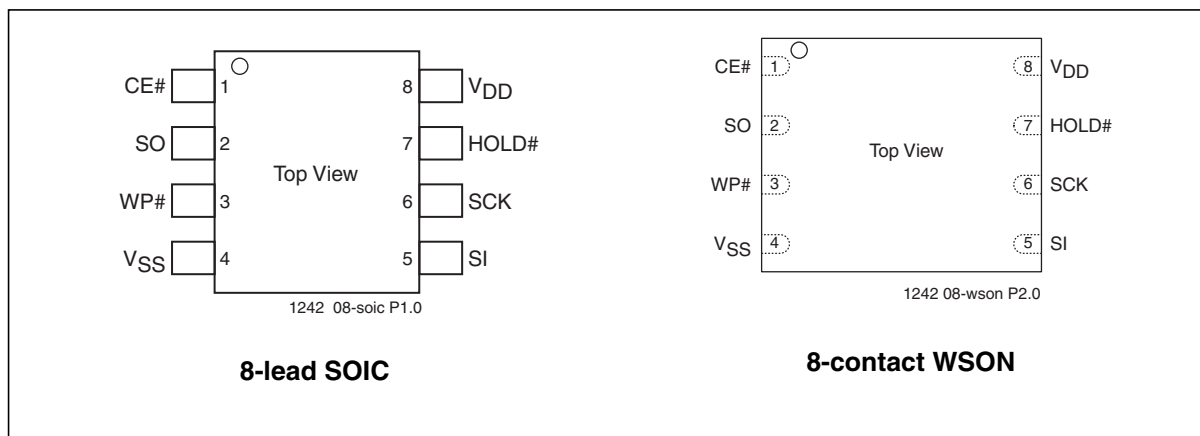 CE# 1 8 VDD
SO 2 7 HOLD#
Top View
WP# 3 6 SCK
VSS 4 5 SI
1242 08-soic P1.0
8-lead SOIC
CE# 1 8 VDD
SO 2 7 HOLD#
Top View
WP# 3 6 SCK
VSS 4 5 SI
1242 08-wson P2.0
8-contact WSON